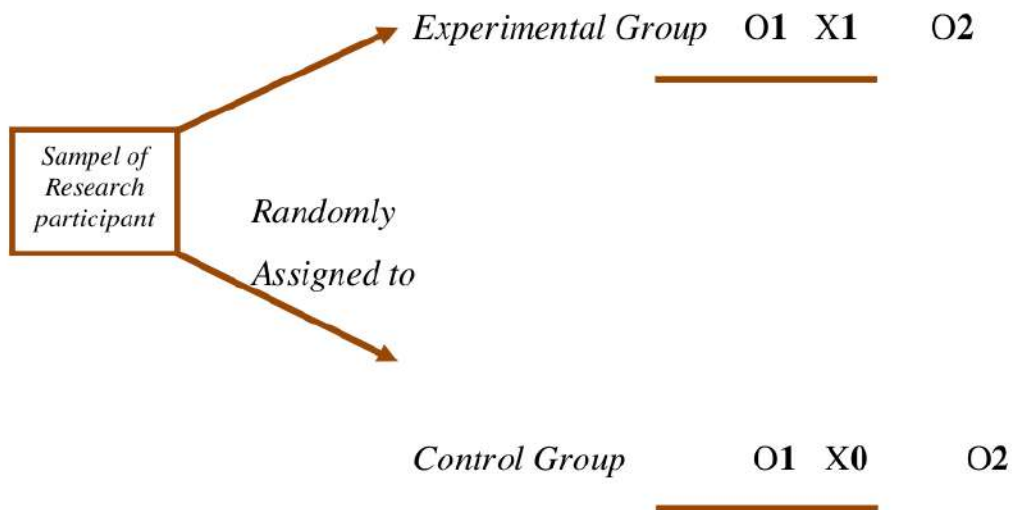 Experimental Group O1 X1 O2
Sampel of
Research
participant
Randomly
Assigned to
Control Group O1 X0 O2